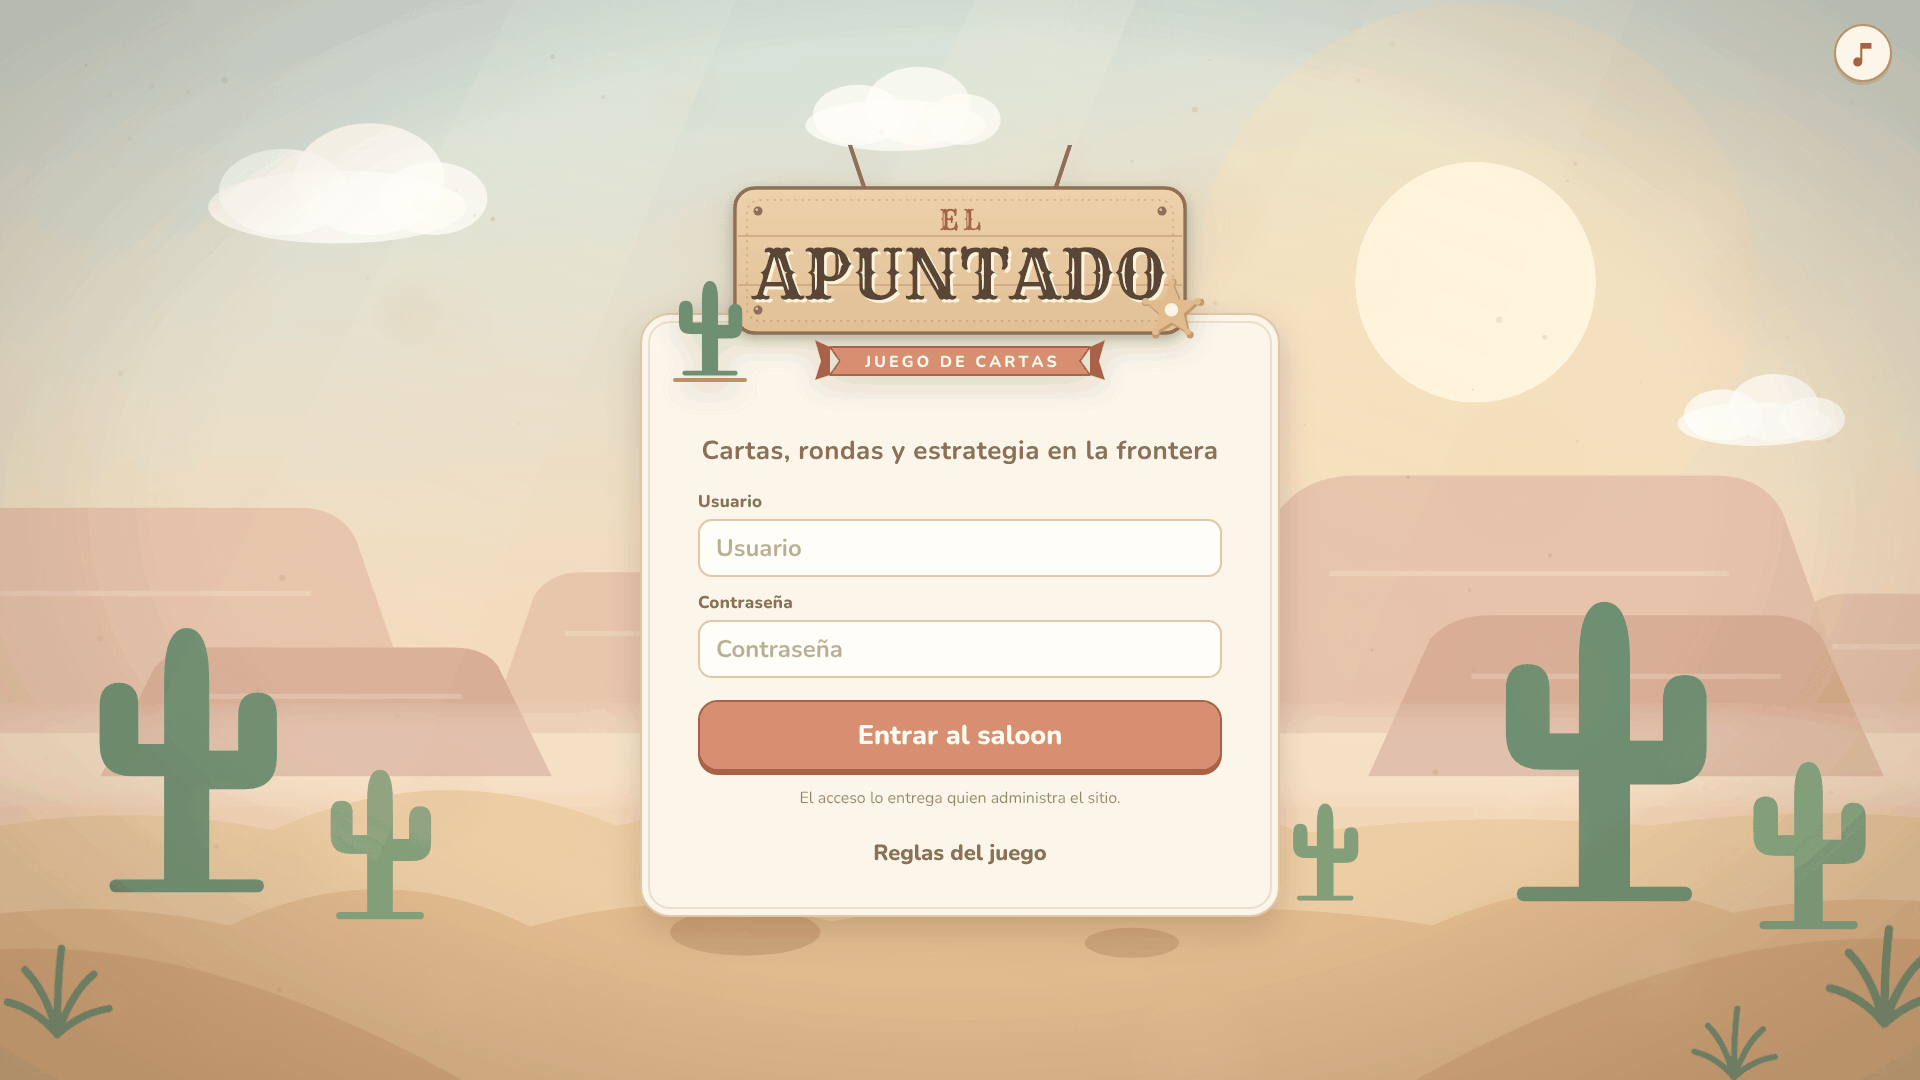 EL
APUNTADO
JUEGO DE CARTAS
Cartas, rondas y estrategia en la frontera
Usuario
Usuario
Contraseña
Contraseña
Entrar al saloon
El acceso lo entrega quien administra el sitio.
Reglas del juego